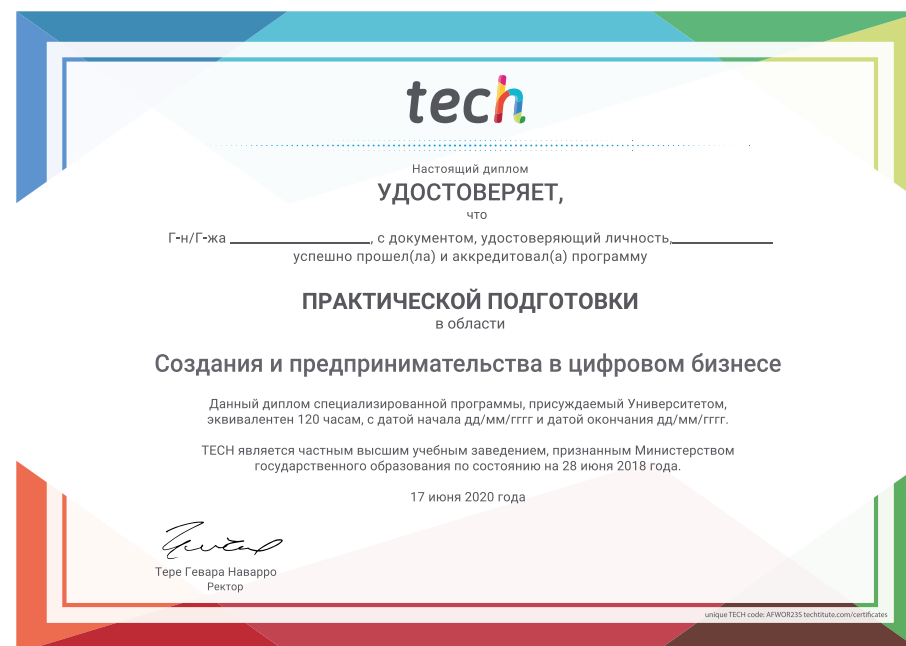 tech
Настоящий диплом
УДОСТОВЕРЯЕТ,
что
Г-н/Г-жа ____________________, с документом, удостоверяющий личность,______________
успешно прошел(ла) и аккредитовал(а) программу
ПРАКТИЧЕСКОЙ ПОДГОТОВКИ
в области
Создания и предпринимательства в цифровом бизнесе
Данный диплом специализированной программы, присуждаемый Университетом,
эквивалентен 120 часам, с датой начала дд/мм/гггг и датой окончания дд/мм/гггг.
TECH является частным высшим учебным заведением, признанным Министерством
государственного образования по состоянию на 28 июня 2018 года.
17 июня 2020 года
Тере Гевара Наварро
Ректор
unique TECH code: AFWOR23S techtitute.com/certificates